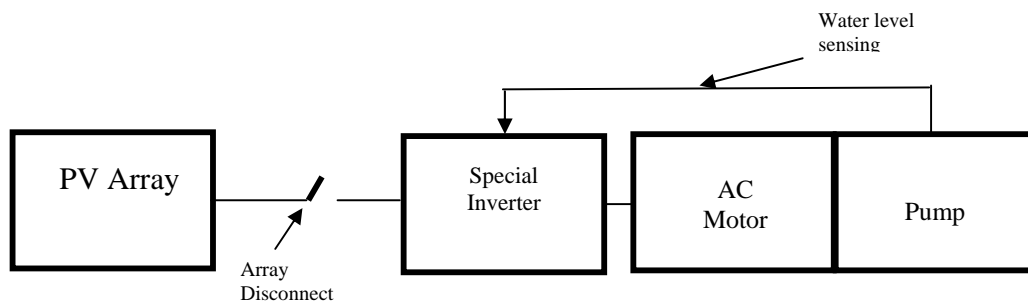 Water level
sensing
PV Array
Special
Inverter
AC
Motor
Pump
Array
Disconnect